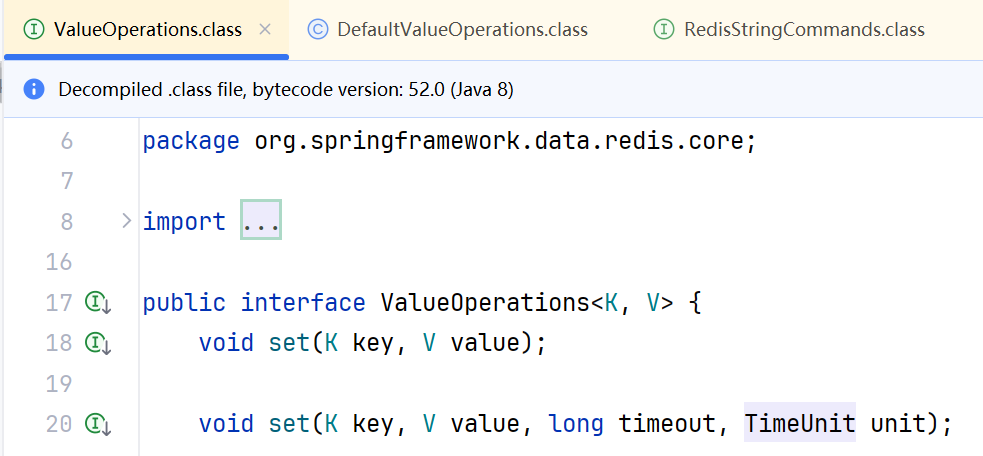 ValueOperations.class × DefaultValueOperations.class RedisStringCommands.class
Decompiled .class file, bytecode version: 52.0 (Java 8)
6 package org.springframework.data.redis.core;
7
8 import ...
16
17 public interface ValueOperations<K, V> {
18 void set(K key, V value);
19
20 void set(K key, V value, long timeout, TimeUnit unit);